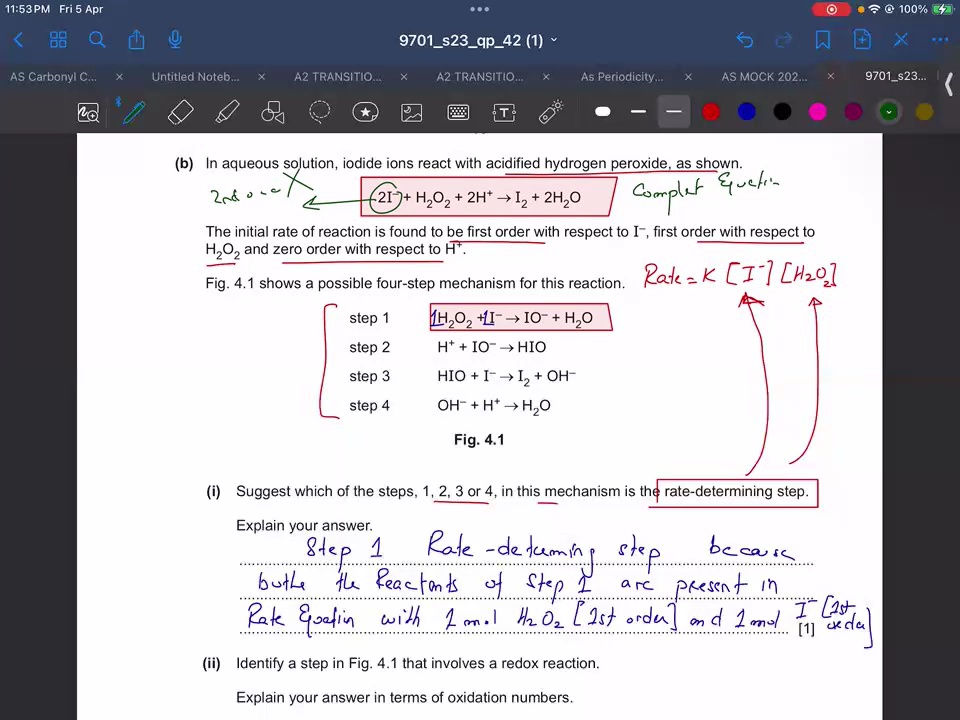 11:53 PM Fri 5 Apr
100%
9701_s23_qp_42 (1)
AS Carbonyl C... Untitled Noteb... A2 TRANSITION... A2 TRANSITION... As Periodicity... AS MOCK 202... 9701_s23...
(b) In aqueous solution, iodide ions react with acidified hydrogen peroxide, as shown.
2I⁻ + H₂O₂ + 2H⁺ → I₂ + 2H₂O
Complet Equation
The initial rate of reaction is found to be first order with respect to I⁻, first order with respect to
H₂O₂ and zero order with respect to H⁺.
Rate = K [I⁻] [H₂O₂]
Fig. 4.1 shows a possible four-step mechanism for this reaction.
step 1 1H₂O₂ + 1I⁻ → IO⁻ + H₂O
step 2 H⁺ + IO⁻ → HIO
step 3 HIO + I⁻ → I₂ + OH⁻
step 4 OH⁻ + H⁺ → H₂O
Fig. 4.1
(i) Suggest which of the steps, 1, 2, 3 or 4, in this mechanism is the rate-determining step.
Explain your answer.
Step 1 Rate-determing step because
buthe the Reactants of Step 1 are present in
Rate Equation with 1 mol H₂O₂ [1st order] and 1 mol I⁻ [1st order]
[1]
(ii) Identify a step in Fig. 4.1 that involves a redox reaction.
Explain your answer in terms of oxidation numbers.